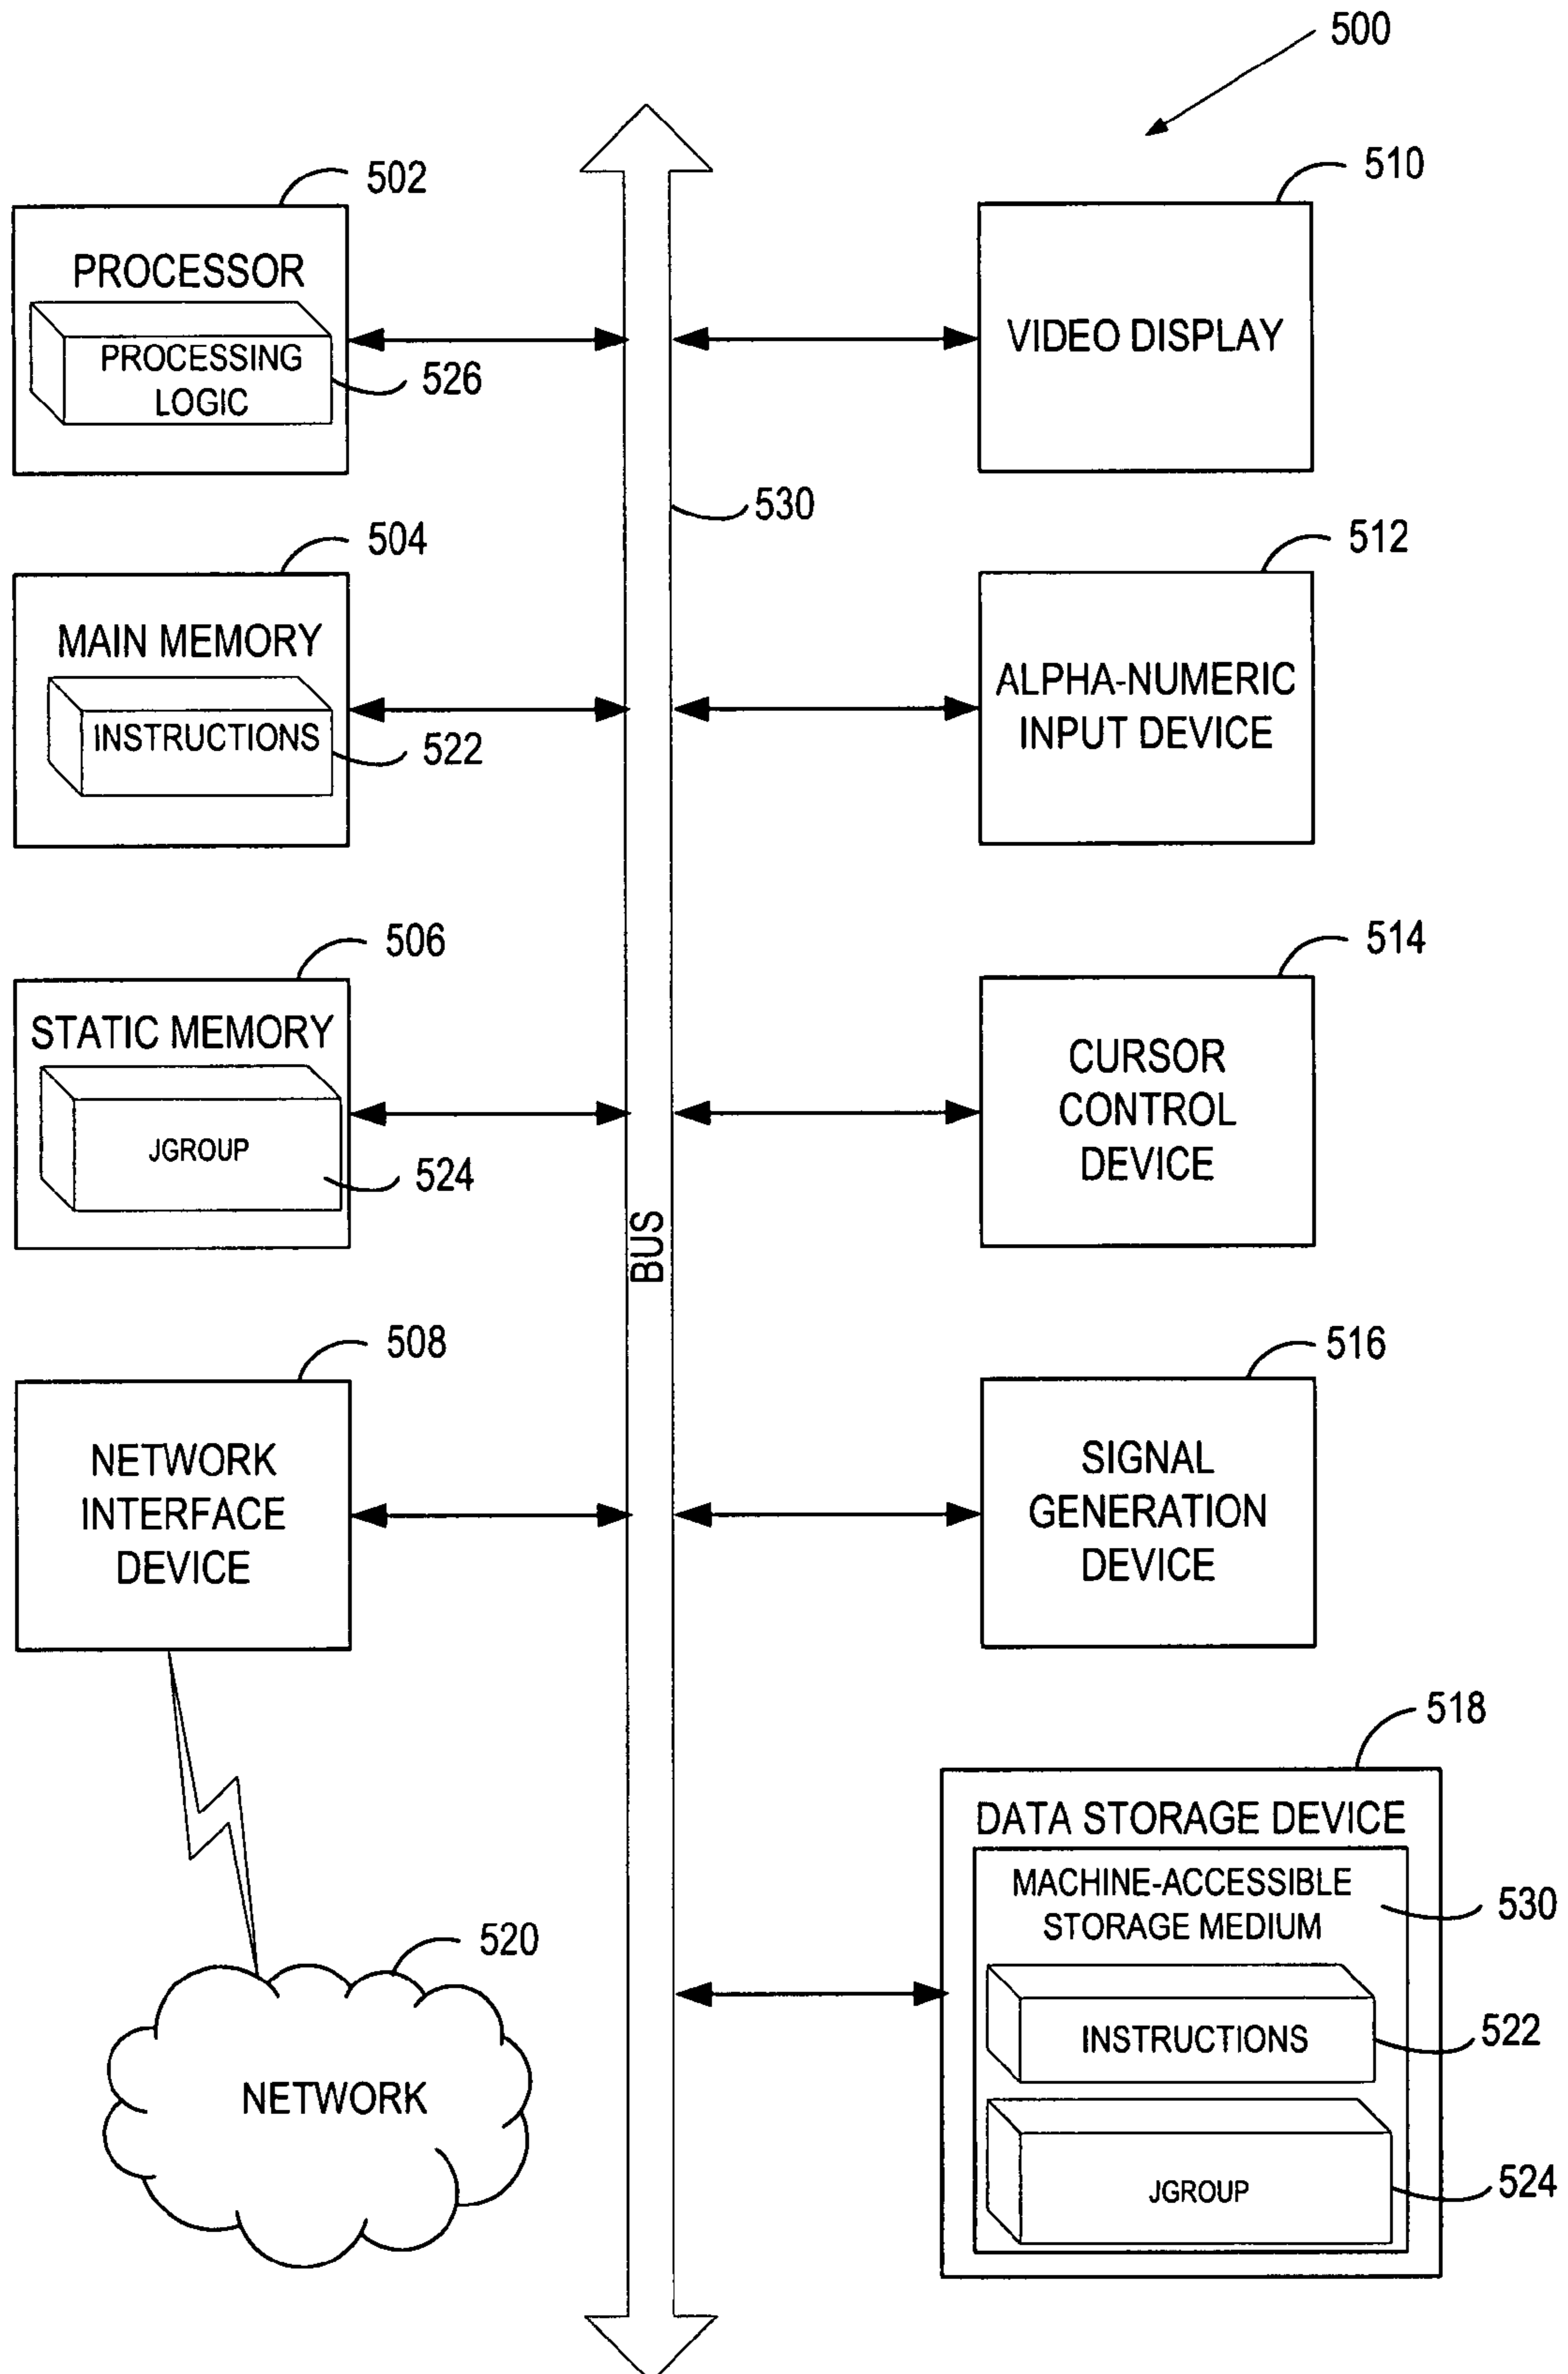 500
502
PROCESSOR
PROCESSING
LOGIC
526
504
MAIN MEMORY
INSTRUCTIONS
522
506
STATIC MEMORY
JGROUP
524
508
NETWORK
INTERFACE
DEVICE
520
NETWORK
530
BUS
510
VIDEO DISPLAY
512
ALPHA-NUMERIC
INPUT DEVICE
514
CURSOR
CONTROL
DEVICE
516
SIGNAL
GENERATION
DEVICE
518
DATA STORAGE DEVICE
MACHINE-ACCESSIBLE
STORAGE MEDIUM
530
INSTRUCTIONS
522
JGROUP
524